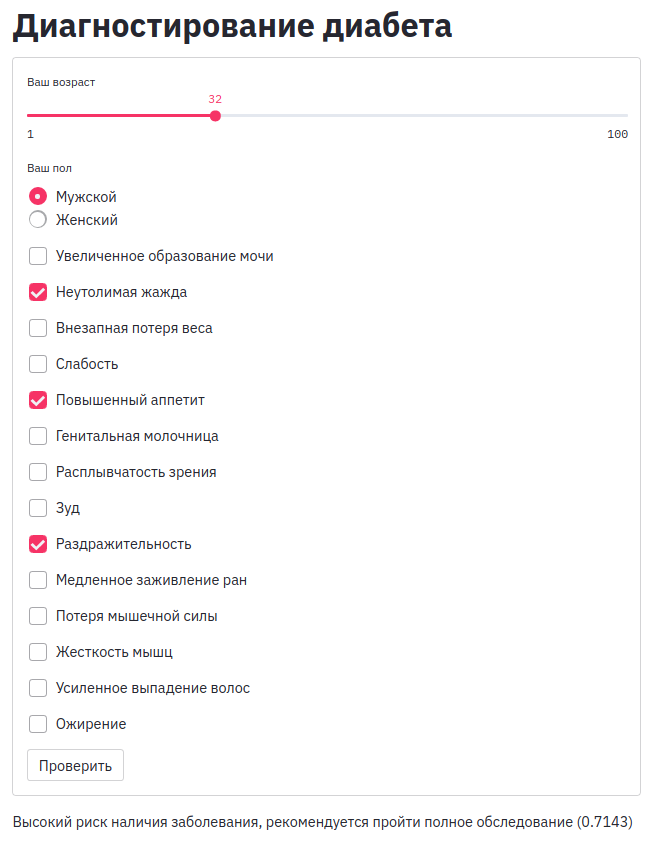 Диагностирование диабета
Ваш возраст
32
1 100
Ваш пол
Мужской
Женский
Увеличенное образование мочи
Неутолимая жажда
Внезапная потеря веса
Слабость
Повышенный аппетит
Генитальная молочница
Расплывчатость зрения
Зуд
Раздражительность
Медленное заживление ран
Потеря мышечной силы
Жесткость мышц
Усиленное выпадение волос
Ожирение
Проверить
Высокий риск наличия заболевания, рекомендуется пройти полное обследование (0.7143)